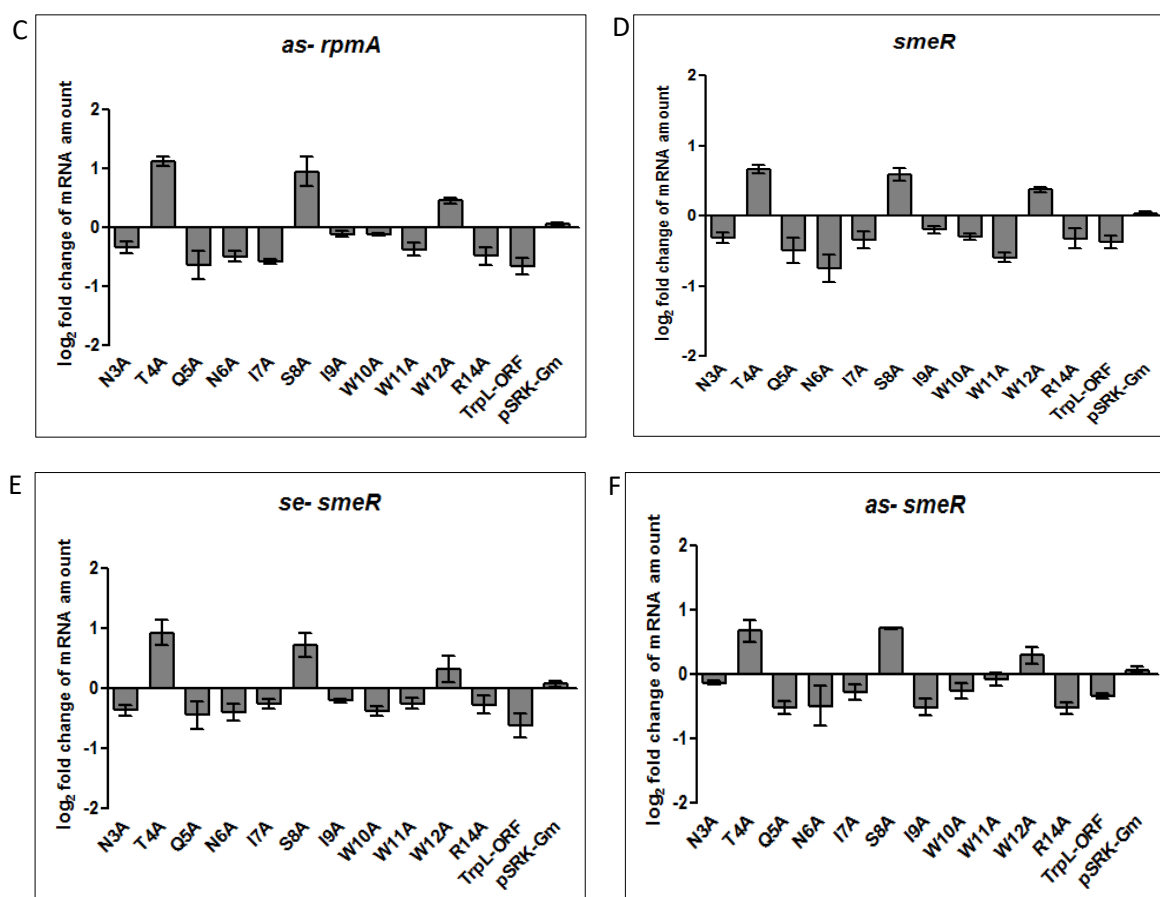 C
as- rpmA
log2 fold change of mRNA amount
2
1
0
-1
-2
N3A
T4A
Q5A
N6A
I7A
S8A
I9A
W10A
W11A
W12A
R14A
TrpL-ORF
pSRK-Gm
D
smeR
log2 fold change of mRNA amount
2
1
0
-1
-2
N3A
T4A
Q5A
N6A
I7A
S8A
I9A
W10A
W11A
W12A
R14A
TrpL-ORF
pSRK-Gm
E
se- smeR
log2 fold change of mRNA amount
2
1
0
-1
-2
N3A
T4A
Q5A
N6A
I7A
S8A
I9A
W10A
W11A
W12A
R14A
TrpL-ORF
pSRK-Gm
F
as- smeR
log2 fold change of mRNA amount
2
1
0
-1
-2
N3A
T4A
Q5A
N6A
I7A
S8A
I9A
W10A
W11A
W12A
R14A
TrpL-ORF
pSRK-Gm